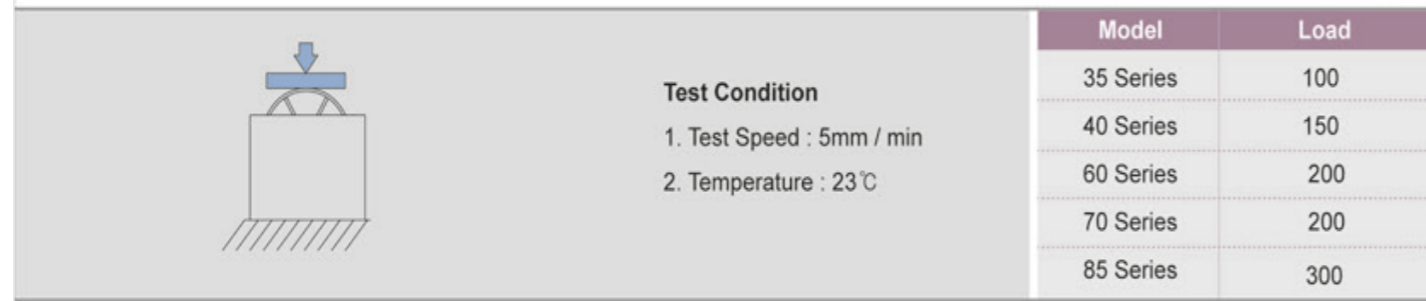 Test Condition
1. Test Speed : 5mm / min
2. Temperature : 23℃
Model Load
35 Series 100
40 Series 150
60 Series 200
70 Series 200
85 Series 300